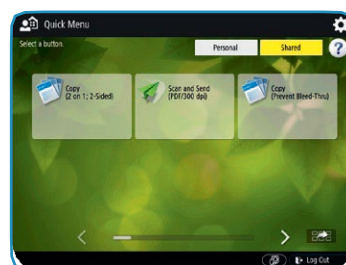 Quick Menu
Select a button.
Personal
Shared
?
Copy
(2 on 1; 2-Sided)
Scan and Send
(PDF/300 dpi)
Copy
(Prevent Bleed-Thru)
Log Out